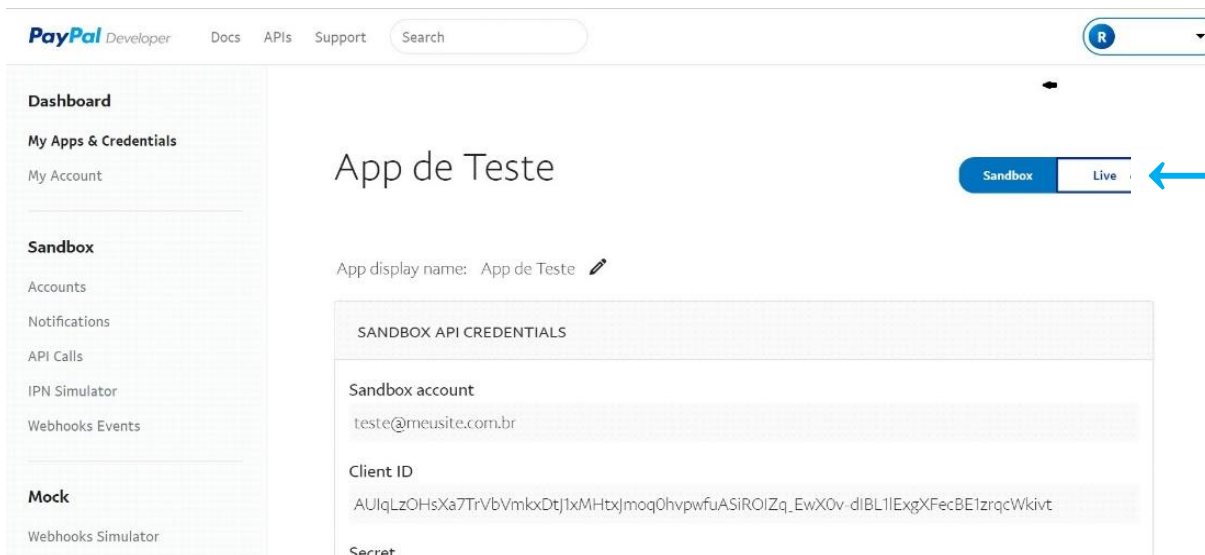 PayPal Developer Docs APIs Support Search R
Dashboard
My Apps & Credentials
My Account
App de Teste
Sandbox Live
Sandbox
Accounts
Notifications
API Calls
IPN Simulator
Webhooks Events
Mock
Webhooks Simulator
App display name: App de Teste
SANDBOX API CREDENTIALS
Sandbox account
teste@meusite.com.br
Client ID
AUIqLzOHsXa7TrVbVmkxDtJ1xMHtxJmoq0hvpwfuASiROIZq_EwX0v-dIBL1lExgXFecBE1zrqcWkivt
Secret